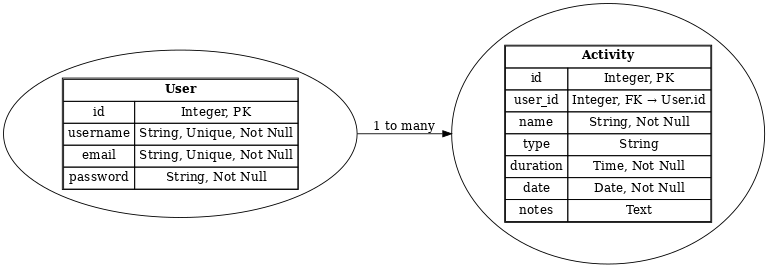 User
id Integer, PK
username String, Unique, Not Null
email String, Unique, Not Null
password String, Not Null
1 to many
Activity
id Integer, PK
user_id Integer, FK → User.id
name String, Not Null
type String
duration Time, Not Null
date Date, Not Null
notes Text